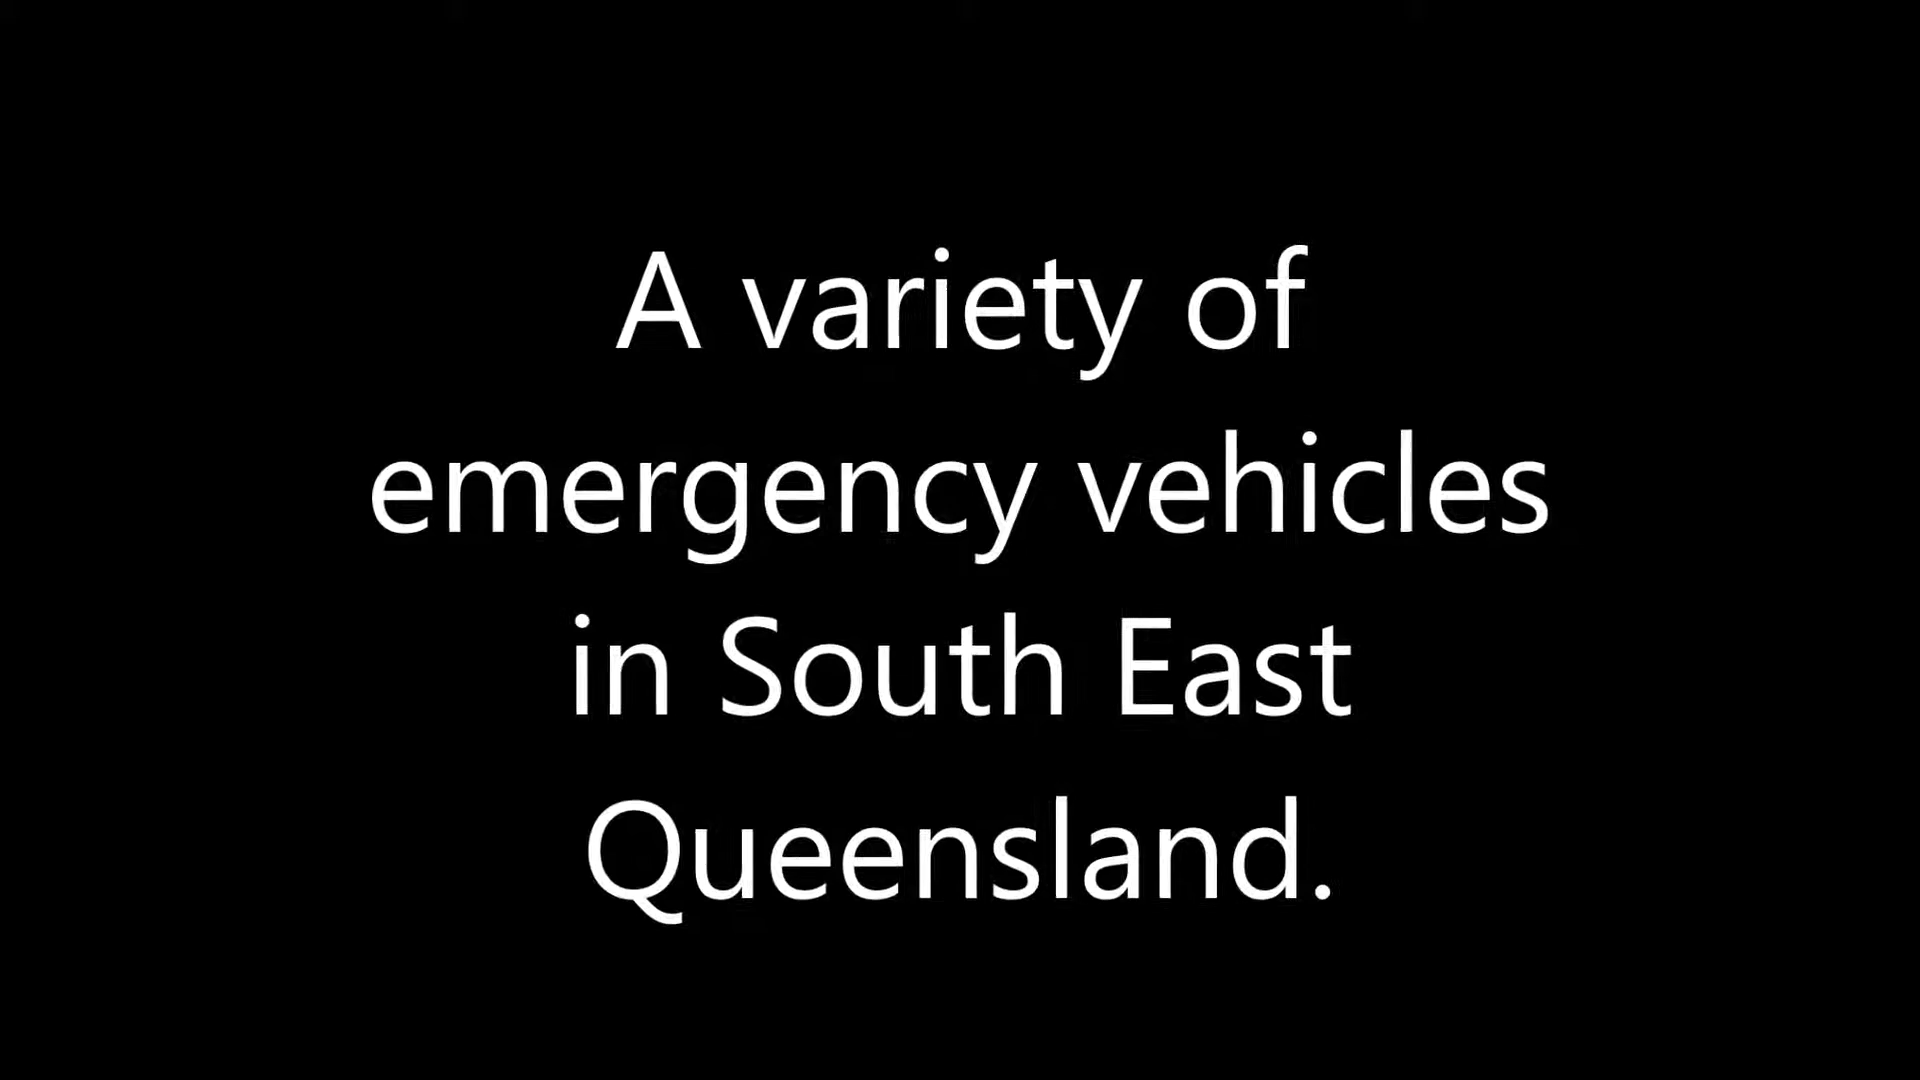 A variety of
emergency vehicles
in South East
Queensland.